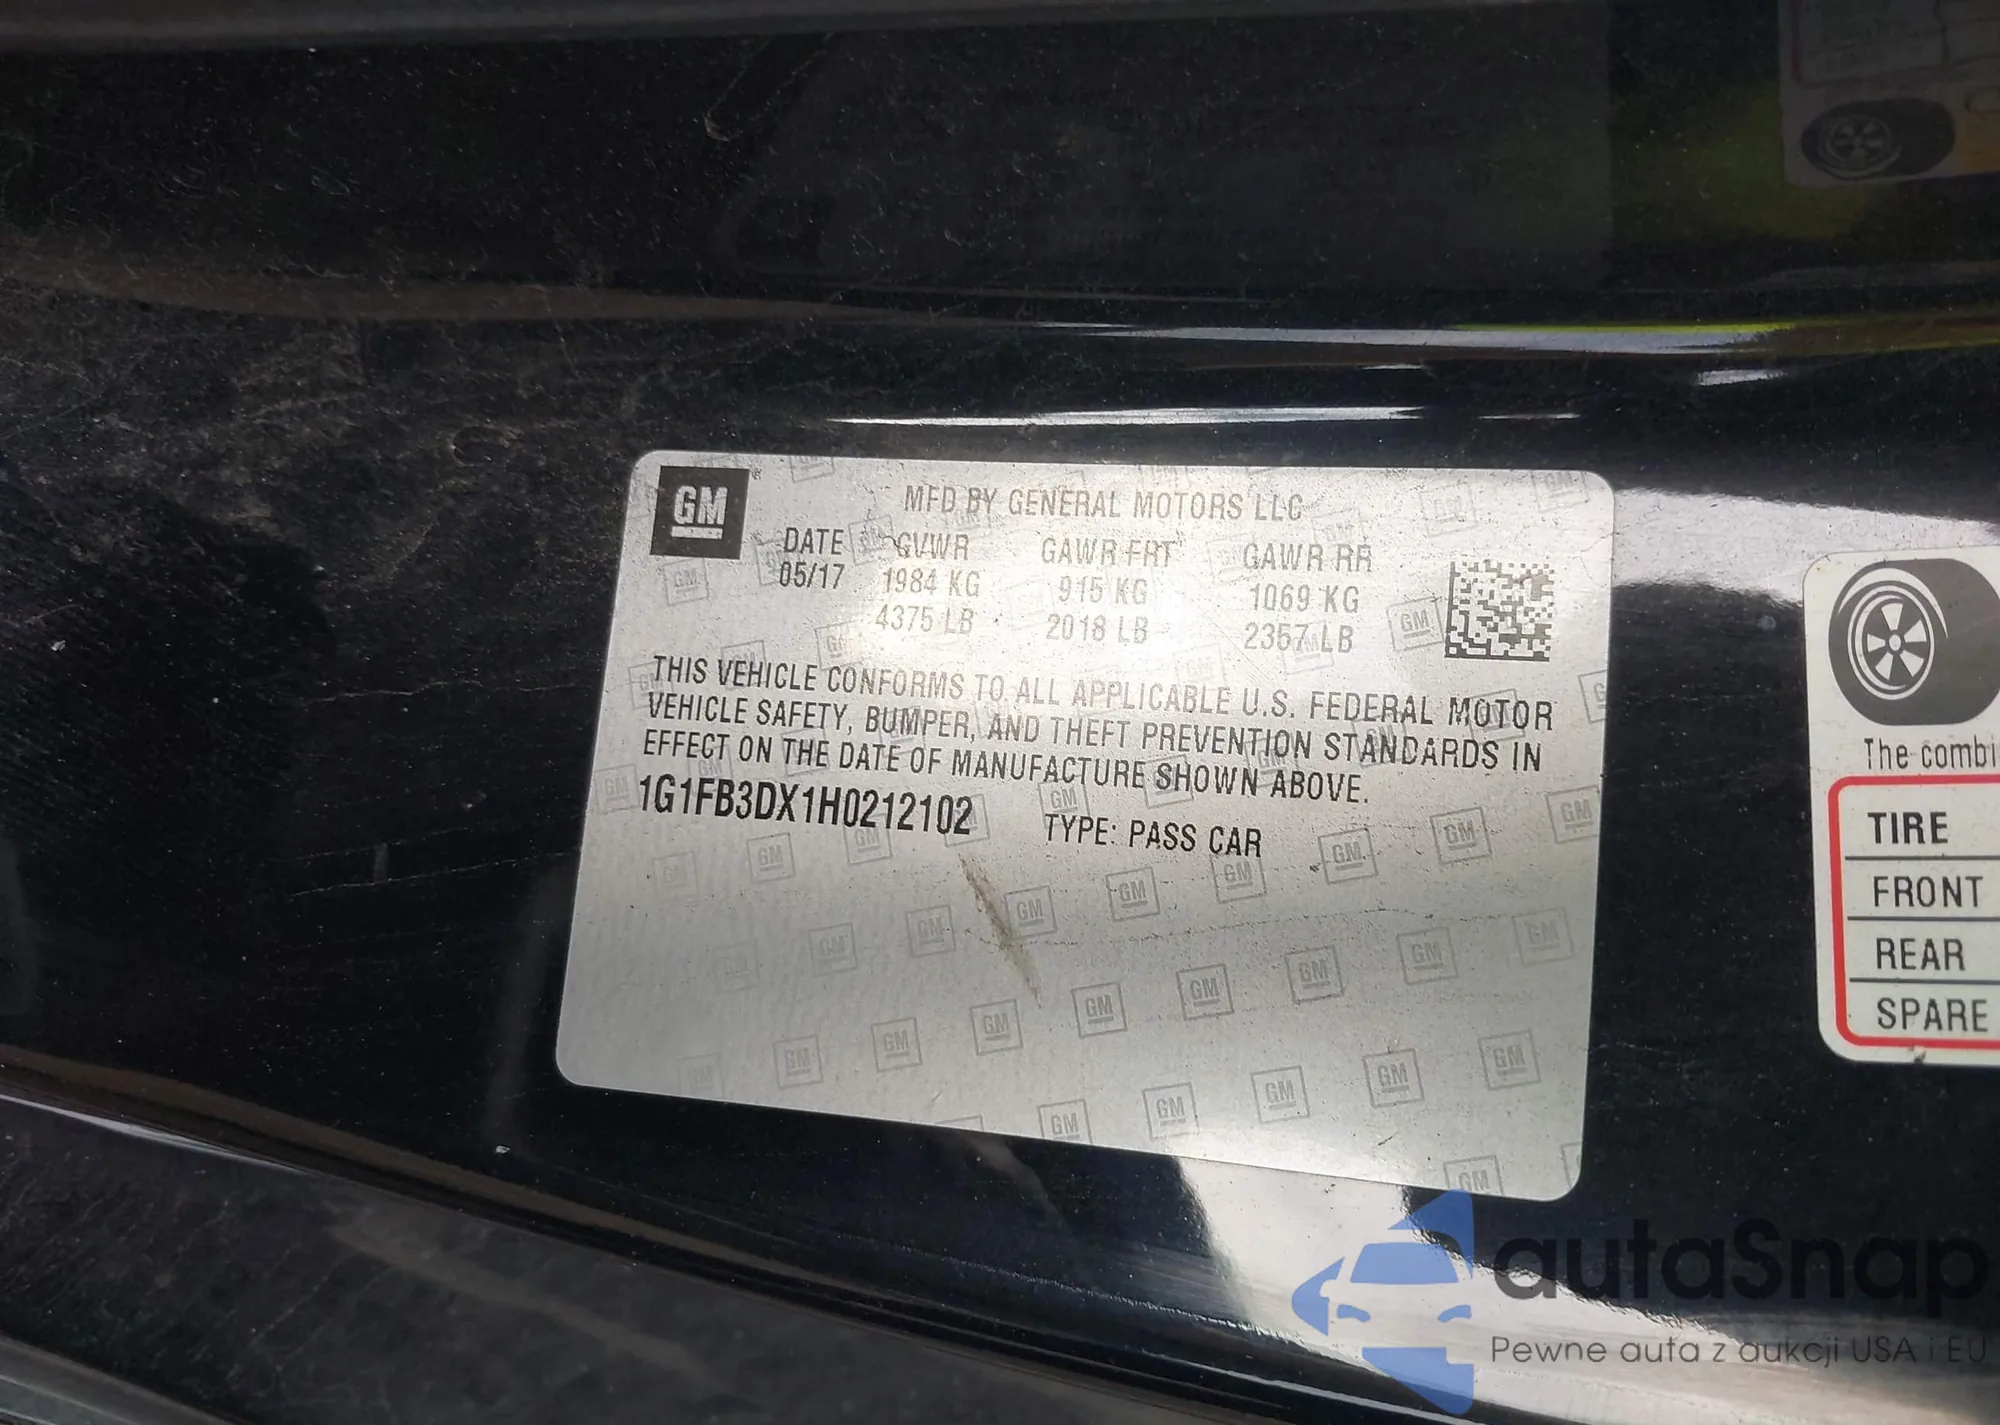 GM
MFD BY GENERAL MOTORS LLC
DATE GVWR GAWR FRT GAWR RR
05/17 1984 KG 915 KG 1069 KG
4375 LB 2018 LB 2357 LB
THIS VEHICLE CONFORMS TO ALL APPLICABLE U.S. FEDERAL MOTOR
VEHICLE SAFETY, BUMPER, AND THEFT PREVENTION STANDARDS IN
EFFECT ON THE DATE OF MANUFACTURE SHOWN ABOVE.
1G1FB3DX1H0212102 TYPE: PASS CAR
The combi
TIRE
FRONT
REAR
SPARE
autaSnap
Pewne auta z aukcji USA i EU